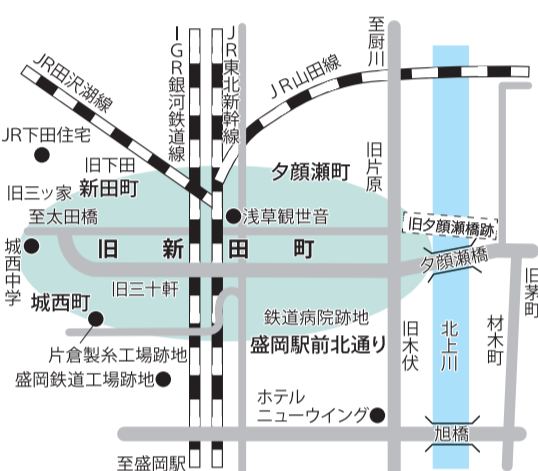 至厨川
JR田沢湖線
IGR銀河鉄道線
JR東北新幹線
JR山田線
JR下田住宅
旧下田
旧片原
夕顔瀬町
旧三ッ家
新田町
至太田橋
浅草観世音
旧夕顔瀬橋跡
城西中学
旧新田町
夕顔瀬橋
旧三十軒
旧茅町
城西町
鉄道病院跡地
旧木伏
北上川
材木町
盛岡駅前北通り
片倉製糸工場跡地
盛岡鉄道工場跡地
ホテル
ニューウイング
旭橋
至盛岡駅